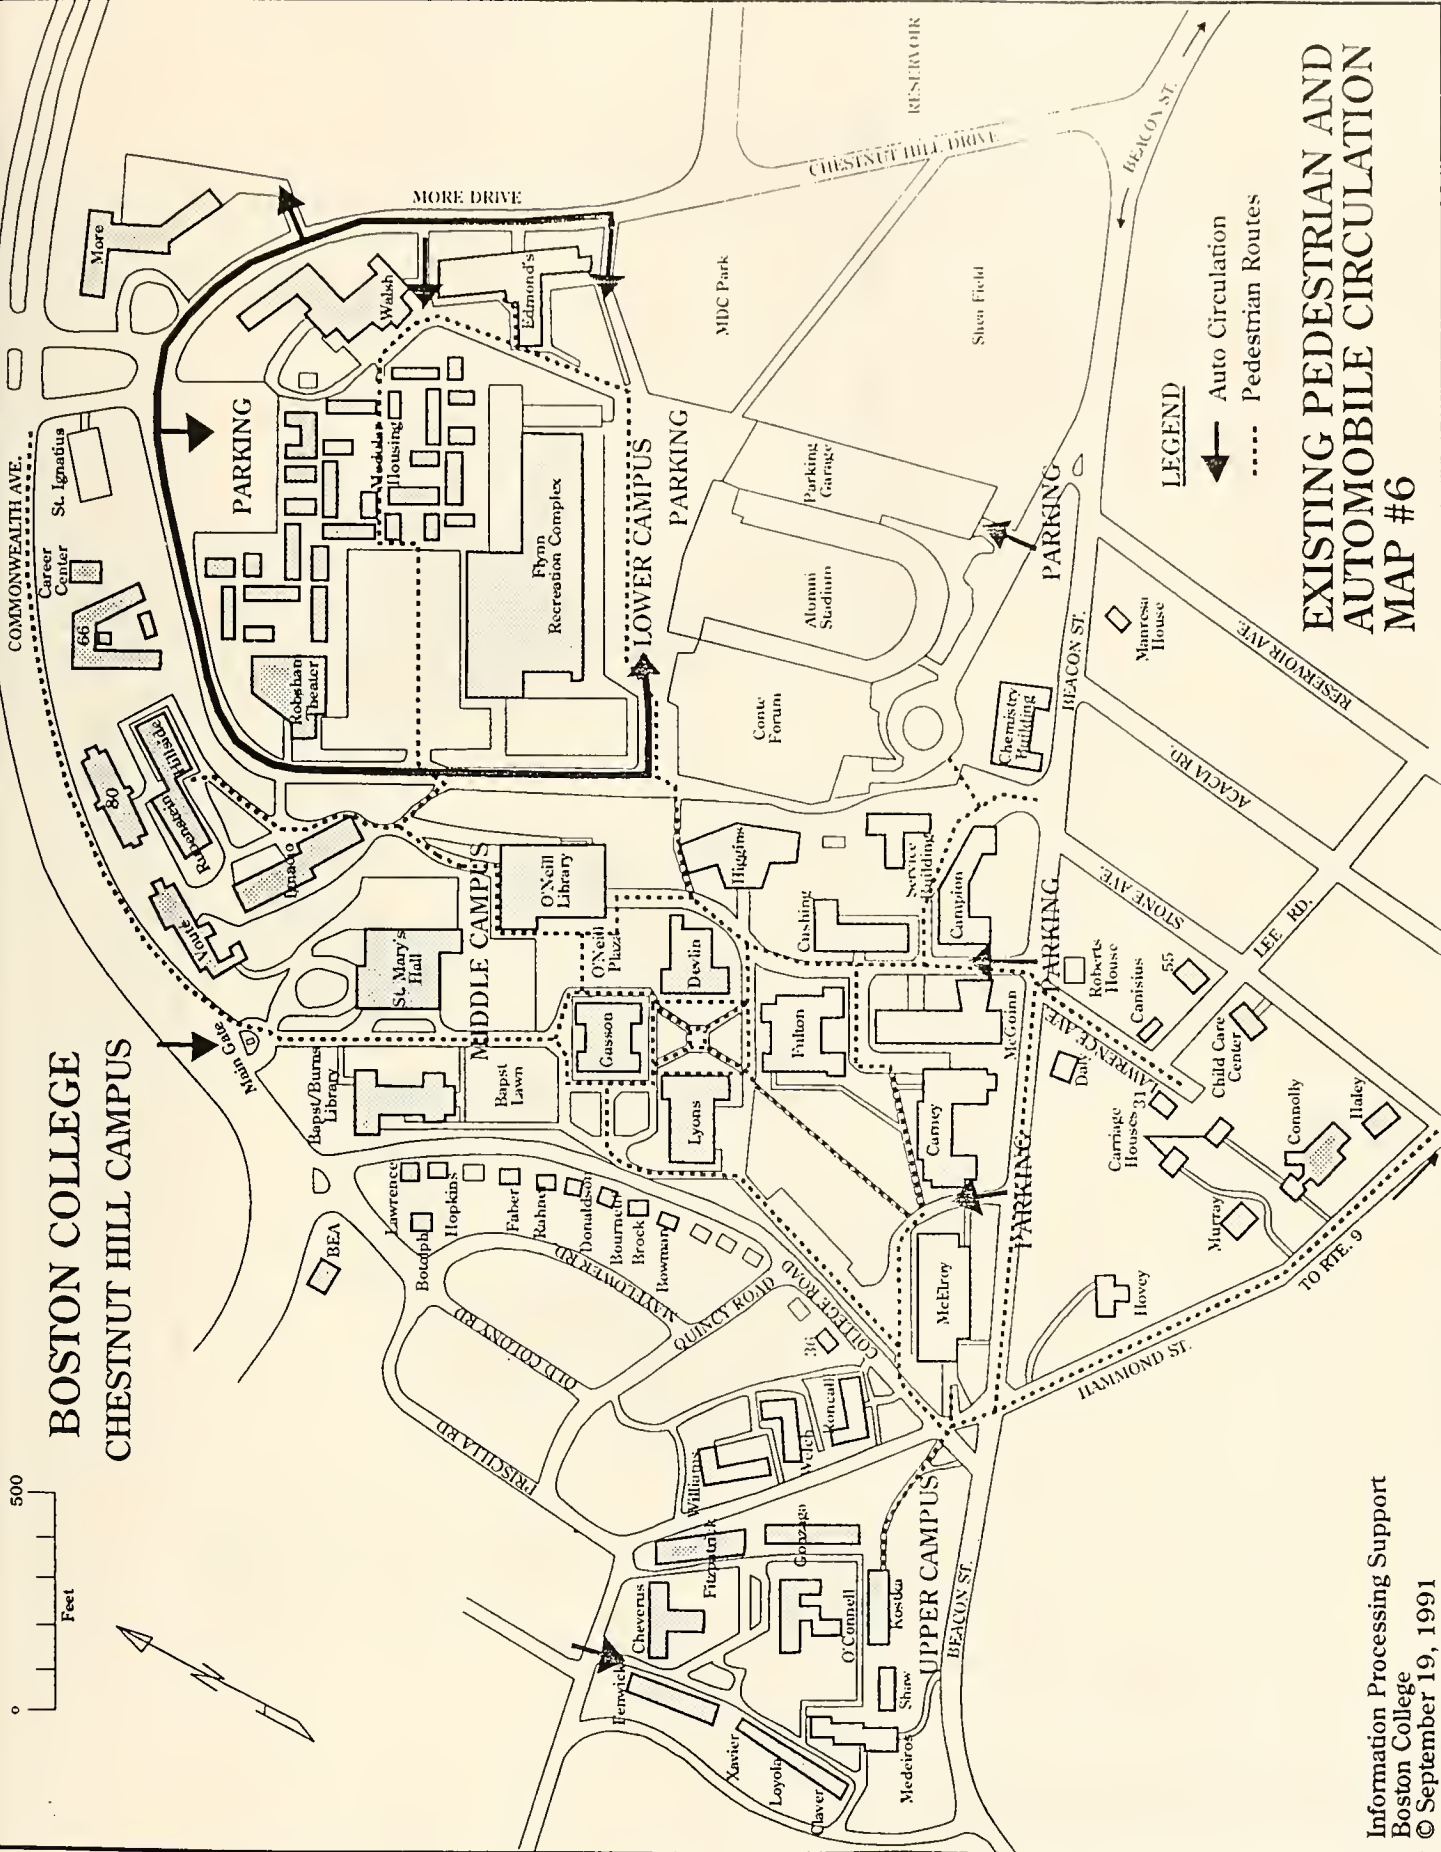 BOSTON COLLEGE
CHESTNUT HILL CAMPUS
0
500
Feet
N
COMMONWEALTH AVE.
St. Ignatius
Career
Center
66
More
MORE DRIVE
Walsh
Edmond's
PARKING
Modular
Housing
Robsham
Theater
Flynn
Recreation Complex
LOWER CAMPUS
PARKING
MDC Park
Shea Field
RESERVOIR
CHESTNUT HILL DRIVE
BEACON ST.
Parking
Garage
Alumni
Stadium
Conte
Forum
PARKING
Chemistry
Building
BEACON ST.
Manresa
House
RESERVOIR AVE.
ACACIA RD.
STONE AVE.
LEE RD.
80
Rubenstein
Hillside
Ignacio
Voute
St. Mary's
Hall
MIDDLE CAMPUS
O'Neill
Library
O'Neill
Plaza
Devlin
Higgins
Cushing
Service
Building
Campion
PARKING
Roberts
House
Canisius
55
Main Gate
Bapst/Burns
Library
Bapst
Lawn
Gasson
Lyons
Fulton
McGuinn
Carney
LAWRENCE AVE.
Daly
31
Child Care
Center
Carriage
Houses
Connolly
Haley
Murray
Hovey
PARKING
McElroy
TO RTE. 9
HAMMOND ST.
BEA
Lawrence
Botolph
Hopkins
Faber
Rahner
Donaldson
Bourneuf
Brock
Bowman
MAYFLOWER RD
OLD COLONY RD
QUINCY ROAD
COLLEGE ROAD
36
PRISCILLA RD
Williams
Welch
Roncalli
Fitzpatrick
Gonzaga
Cheverus
O'Connell
Kostka
UPPER CAMPUS
BEACON ST.
Shaw
Fenwick
Xavier
Loyola
Claver
Medeiros
LEGEND
Auto Circulation
Pedestrian Routes
EXISTING PEDESTRIAN AND
AUTOMOBILE CIRCULATION
MAP #6
Information Processing Support
Boston College
© September 19, 1991